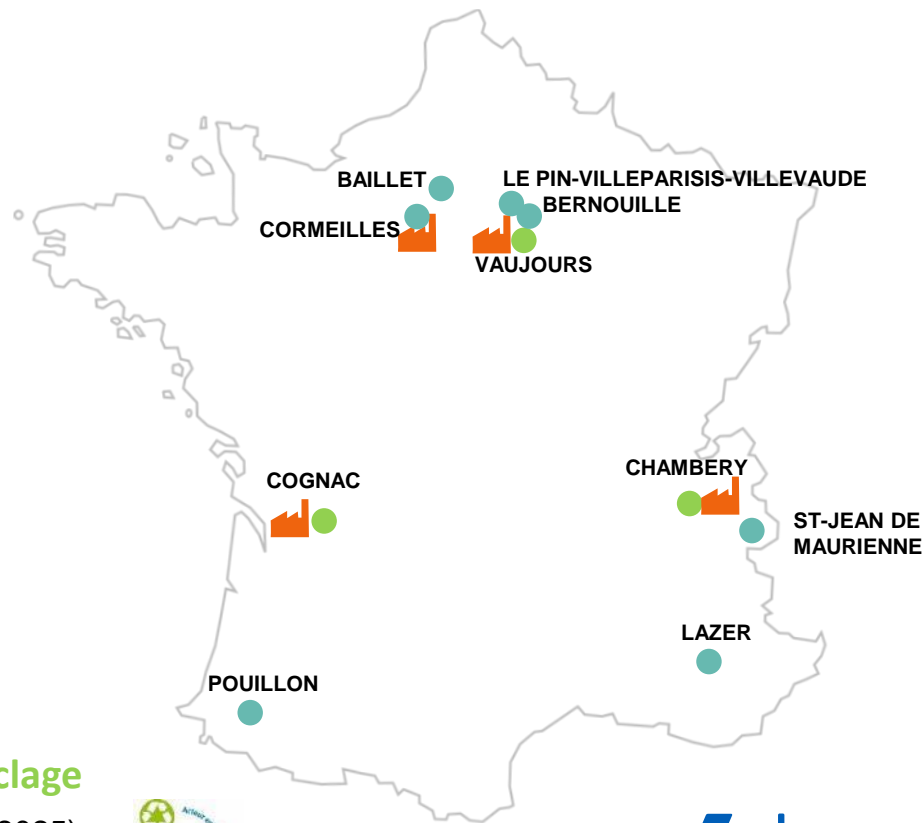 BAILLET
LE PIN-VILLEPARISIS-VILLEVAUDE
BERNOUILLE
CORMEILLES
VAUJOURS
COGNAC
CHAMBERY
ST-JEAN DE
MAURIENNE
LAZER
POUILLON
clage